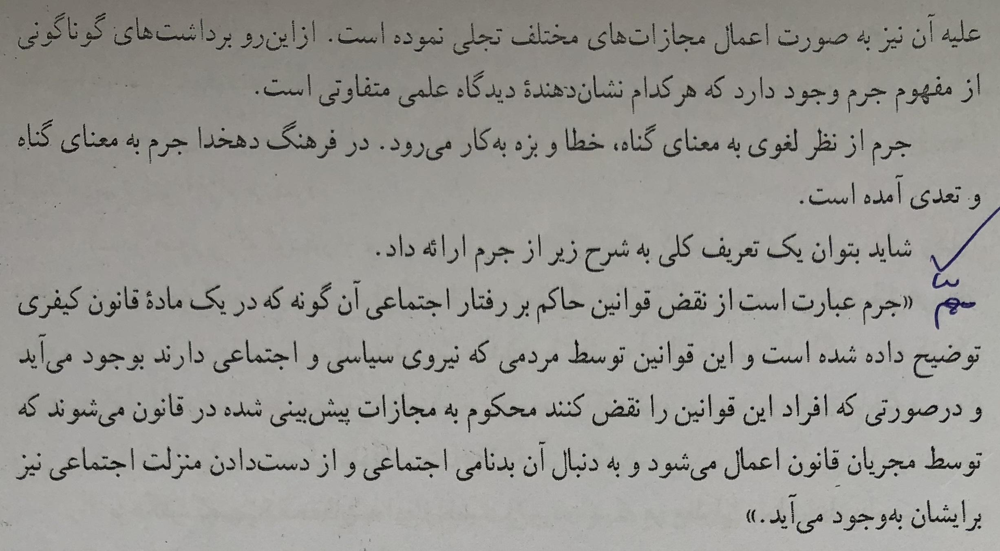 علیه آن نیز به صورت اعمال مجازات‌های مختلف تجلی نموده است. ازاین‌رو برداشت‌های گوناگونی
از مفهوم جرم وجود دارد که هرکدام نشان‌دهندهٔ دیدگاه علمی متفاوتی است.
جرم از نظر لغوی به معنای گناه، خطا و بزه به‌کار می‌رود. در فرهنگ دهخدا جرم به معنای گناه
و تعدی آمده است.
شاید بتوان یک تعریف کلی به شرح زیر از جرم ارائه داد.
«جرم عبارت است از نقض قوانین حاکم بر رفتار اجتماعی آن گونه که در یک مادهٔ قانون کیفری
توضیح داده شده است و این قوانین توسط مردمی که نیروی سیاسی و اجتماعی دارند بوجود می‌آید
و درصورتی که افراد این قوانین را نقض کنند محکوم به مجازات پیش‌بینی شده در قانون می‌شوند که
توسط مجریان قانون اعمال می‌شود و به دنبال آن بدنامی اجتماعی و از دست‌دادن منزلت اجتماعی نیز
برایشان به‌وجود می‌آید.»